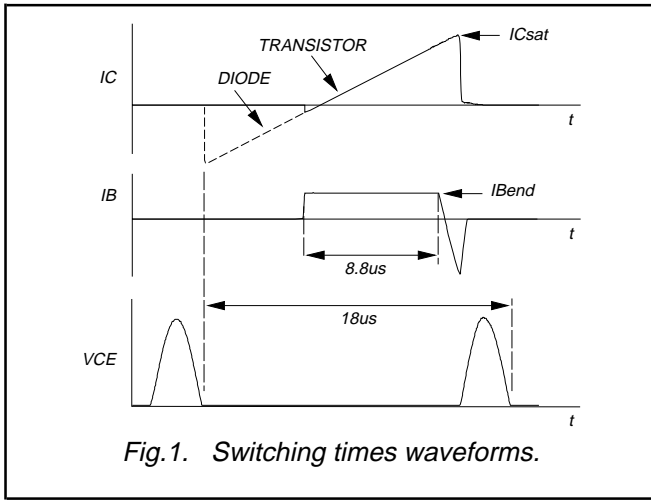 ICsat
TRANSISTOR
IC
DIODE
t
IB
IBend
t
8.8us
18us
VCE
t
Fig.1. Switching times waveforms.